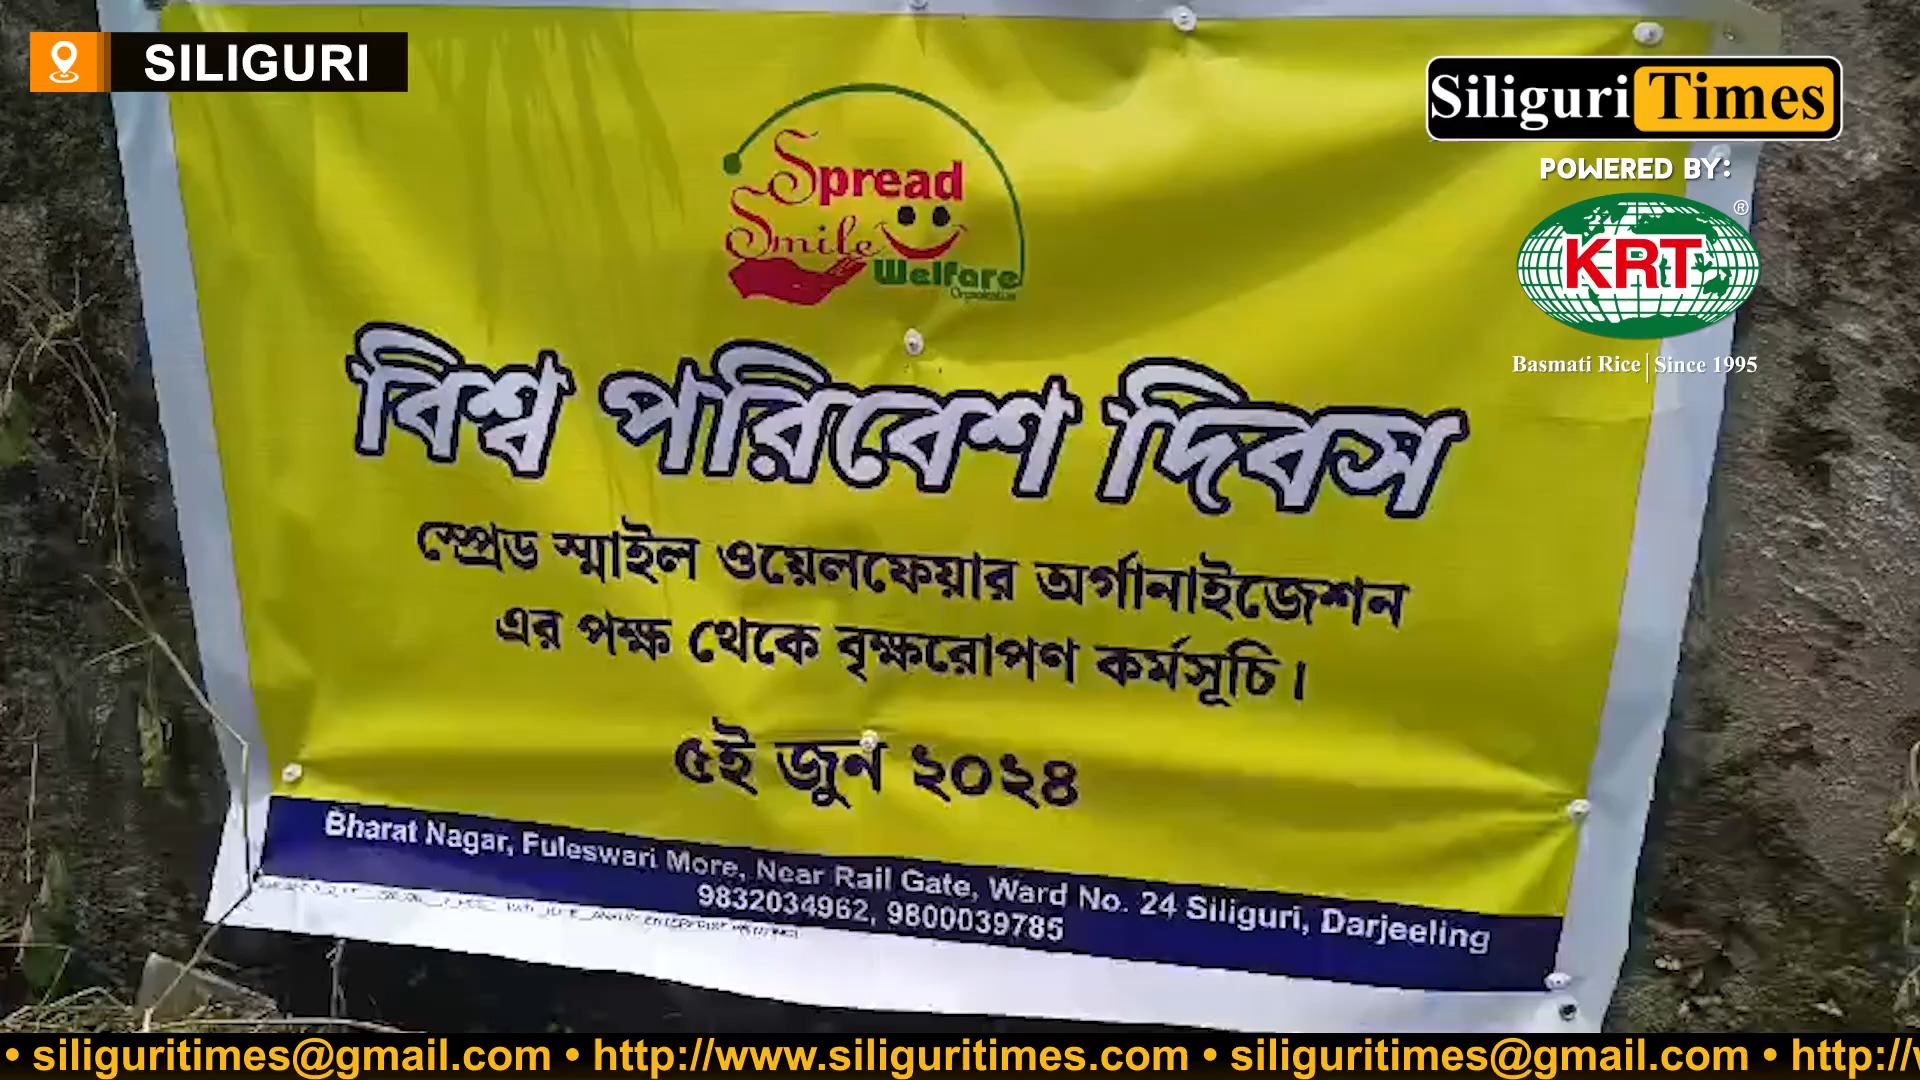 SILIGURI
Siliguri Times
POWERED BY:
KRT
®
Basmati Rice | Since 1995
Spread
Smile
Welfare
Organization
বিশ্ব পরিবেশ দিবস
স্প্রেড স্মাইল ওয়েলফেয়ার অর্গানাইজেশন
এর পক্ষ থেকে বৃক্ষরোপণ কর্মসূচি।
৫ই জুন ২০২৪
Bharat Nagar, Fuleswari More, Near Rail Gate, Ward No. 24 Siliguri, Darjeeling
9832034962, 9800039785
• siliguritimes@gmail.com • http://www.siliguritimes.com • siliguritimes@gmail.com • http://